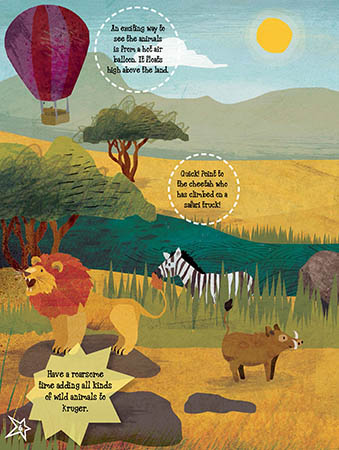 An exciting way to
see the animals
is from a hot air
balloon. It floats
high above the land.
Quick! Point to
the cheetah who
has climbed on a
safari truck!
Have a roarsome
time adding all kinds
of wild animals to
Kruger.